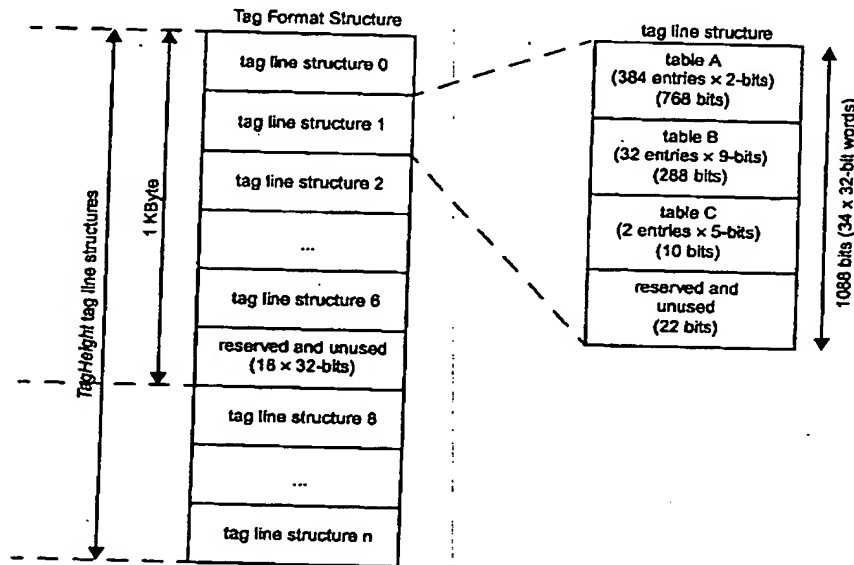 Tag Format Structure
tag line structure 0
tag line structure 1
tag line structure 2
...
tag line structure 6
reserved and unused
(18 × 32-bits)
tag line structure 8
...
tag line structure n
1 KByte
TagHeight tag line structures
tag line structure
table A
(384 entries × 2-bits)
(768 bits)
table B
(32 entries × 9-bits)
(288 bits)
table C
(2 entries × 5-bits)
(10 bits)
reserved and
unused
(22 bits)
1088 bits (34 x 32-bit words)